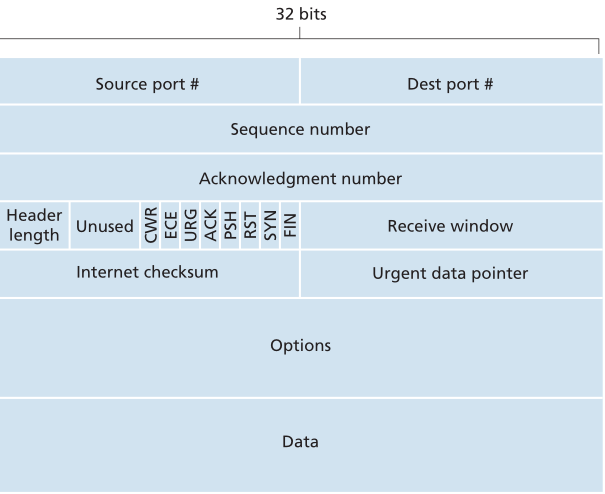 32 bits
Source port #
Dest port #
Sequence number
Acknowledgment number
Header
length
Unused
CWR
ECE
URG
ACK
PSH
RST
SYN
FIN
Receive window
Internet checksum
Urgent data pointer
Options
Data